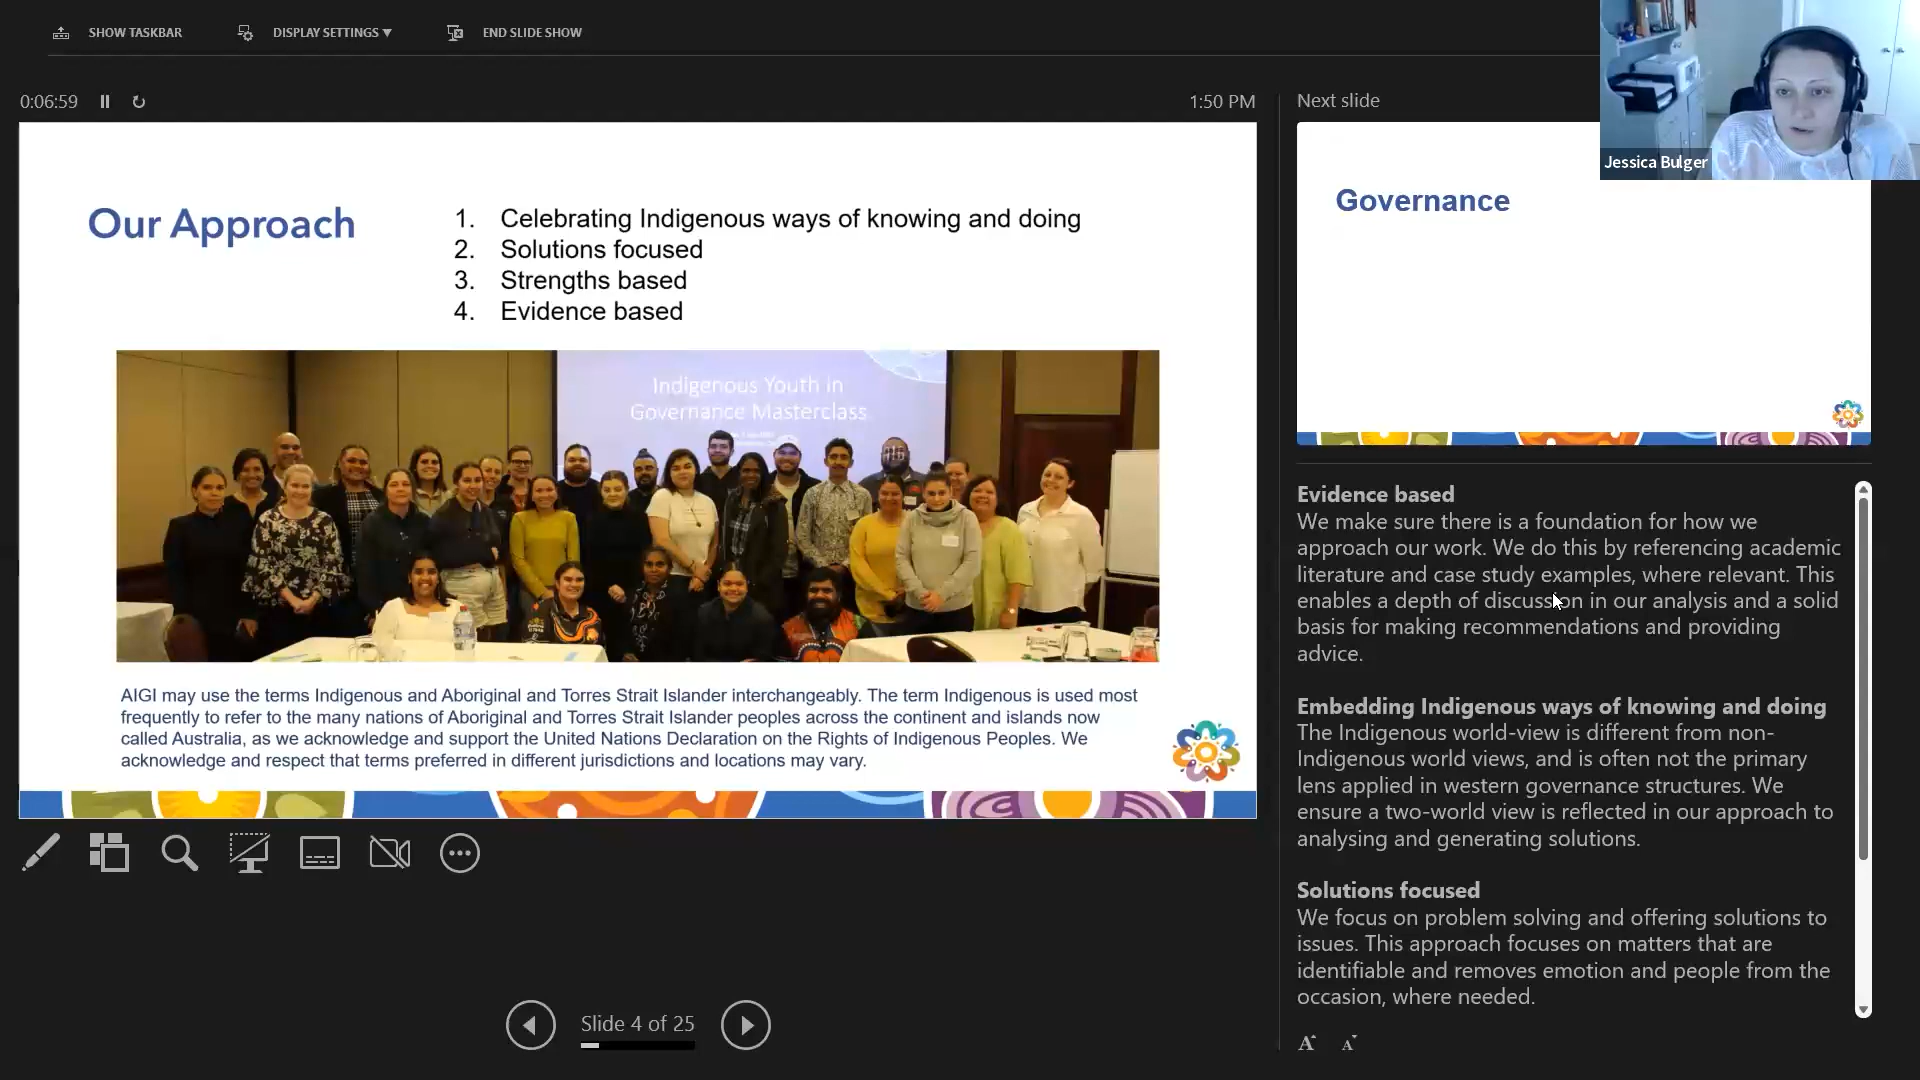 SHOW TASKBAR
DISPLAY SETTINGS ▼
END SLIDE SHOW
0:06:59
1:50 PM
Our Approach
1. Celebrating Indigenous ways of knowing and doing
2. Solutions focused
3. Strengths based
4. Evidence based
Indigenous Youth in
Governance Masterclass
AIGI may use the terms Indigenous and Aboriginal and Torres Strait Islander interchangeably. The term Indigenous is used most
frequently to refer to the many nations of Aboriginal and Torres Strait Islander peoples across the continent and islands now
called Australia, as we acknowledge and support the United Nations Declaration on the Rights of Indigenous Peoples. We
acknowledge and respect that terms preferred in different jurisdictions and locations may vary.
Slide 4 of 25
Next slide
Jessica Bulger
Governance
Evidence based
We make sure there is a foundation for how we
approach our work. We do this by referencing academic
literature and case study examples, where relevant. This
enables a depth of discussion in our analysis and a solid
basis for making recommendations and providing
advice.
Embedding Indigenous ways of knowing and doing
The Indigenous world-view is different from non-
Indigenous world views, and is often not the primary
lens applied in western governance structures. We
ensure a two-world view is reflected in our approach to
analysing and generating solutions.
Solutions focused
We focus on problem solving and offering solutions to
issues. This approach focuses on matters that are
identifiable and removes emotion and people from the
occasion, where needed.
A A